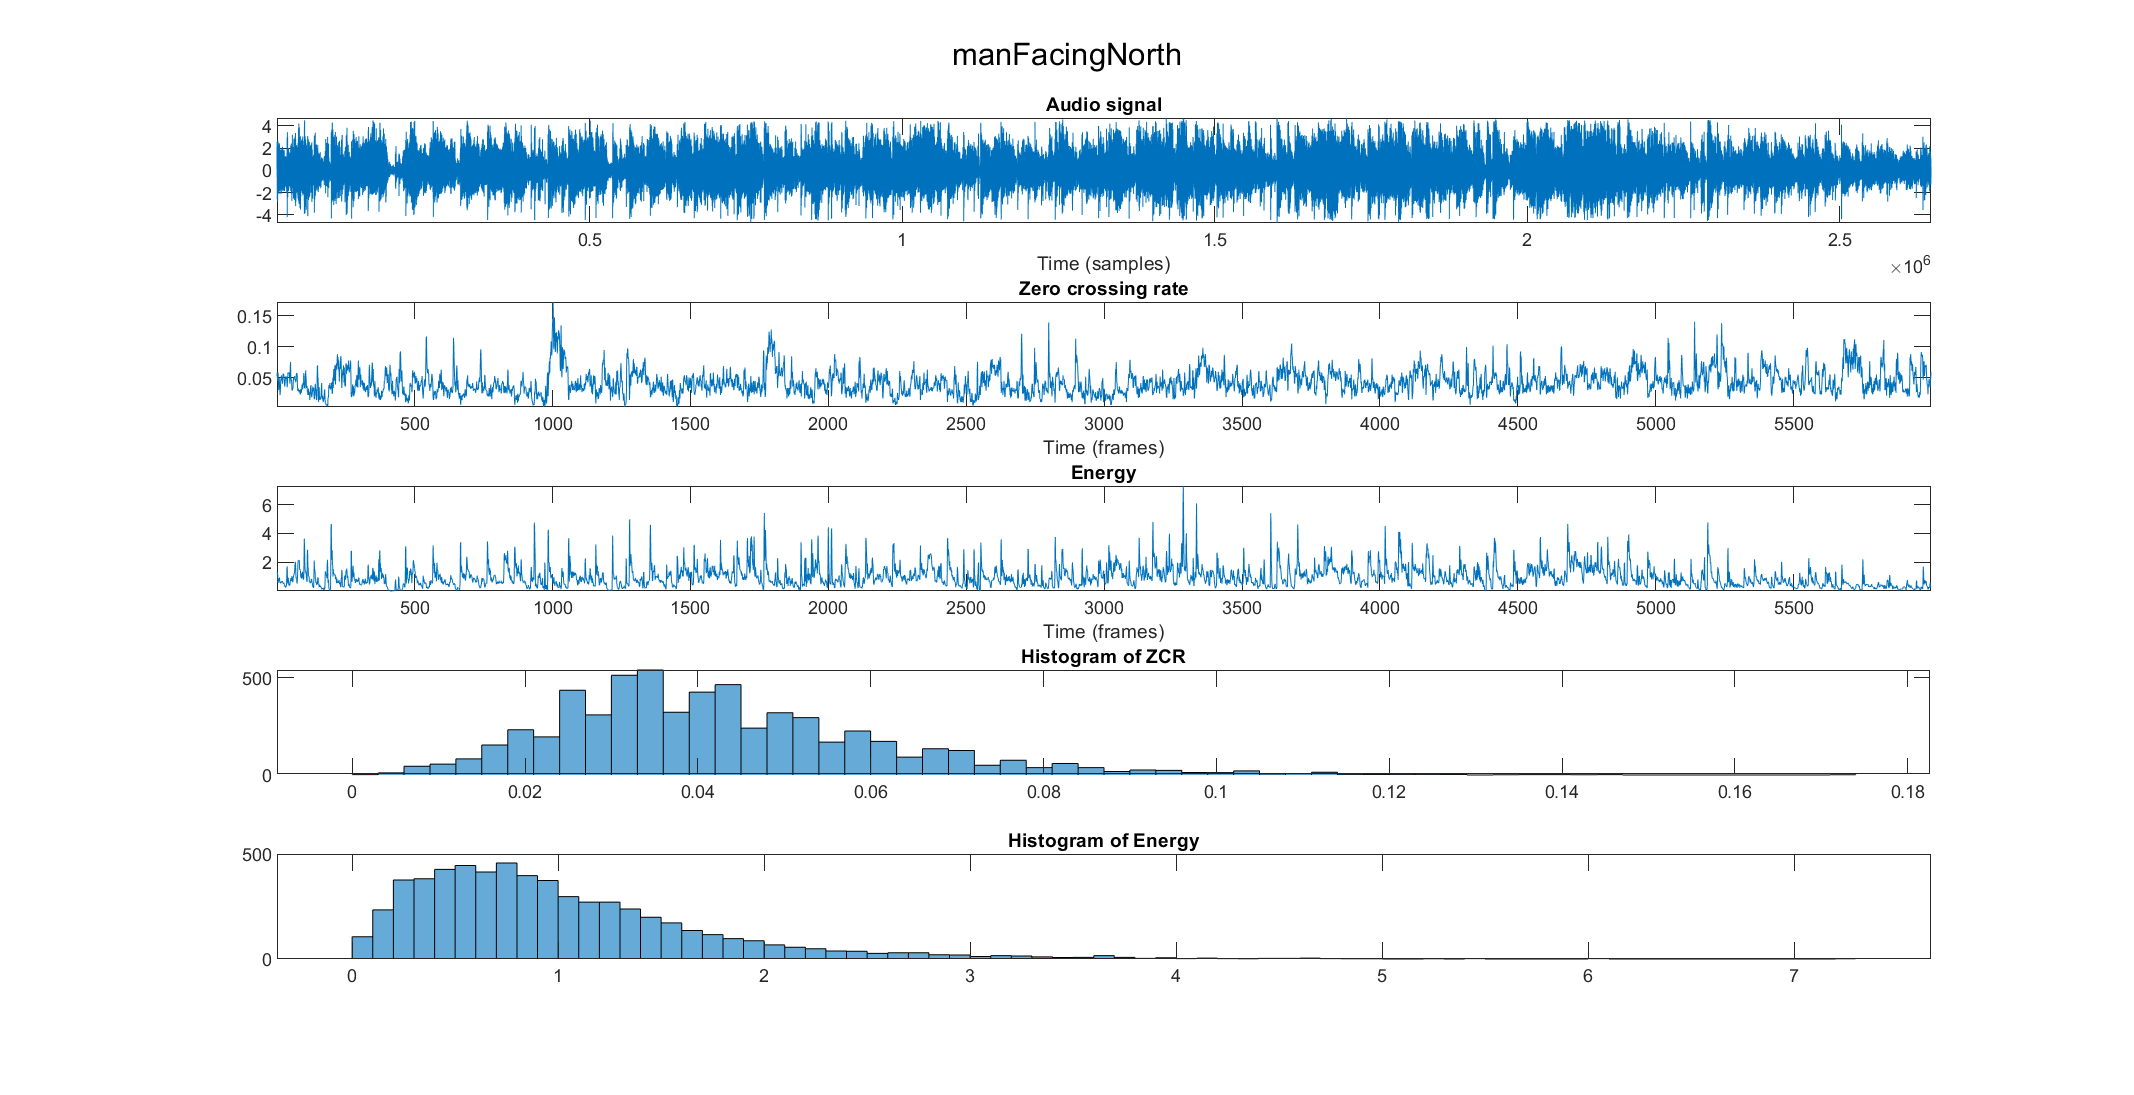 manFacingNorth
Audio signal
4
2
0
-2
-4
0.5 1 1.5 2 2.5
Time (samples)
×10^6
Zero crossing rate
0.15
0.1
0.05
500 1000 1500 2000 2500 3000 3500 4000 4500 5000 5500
Time (frames)
Energy
6
4
2
500 1000 1500 2000 2500 3000 3500 4000 4500 5000 5500
Time (frames)
Histogram of ZCR
500
0
0 0.02 0.04 0.06 0.08 0.1 0.12 0.14 0.16 0.18
Histogram of Energy
500
0
0 1 2 3 4 5 6 7